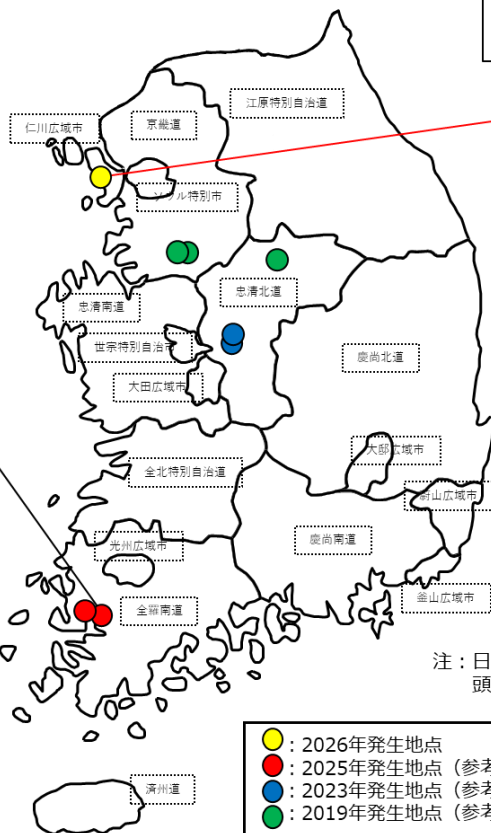 江原特別自治道
京畿道
仁川広域市
ソウル特別市
忠清北道
忠清南道
世宗特別自治市
慶尚北道
大田広域市
大邱広域市
全北特別自治道
蔚山広域市
光州広域市
慶尚南道
釜山広域市
全羅南道
注：日
頭
済州道
：2026年発生地点
：2025年発生地点（参考
：2023年発生地点（参考
：2019年発生地点（参考